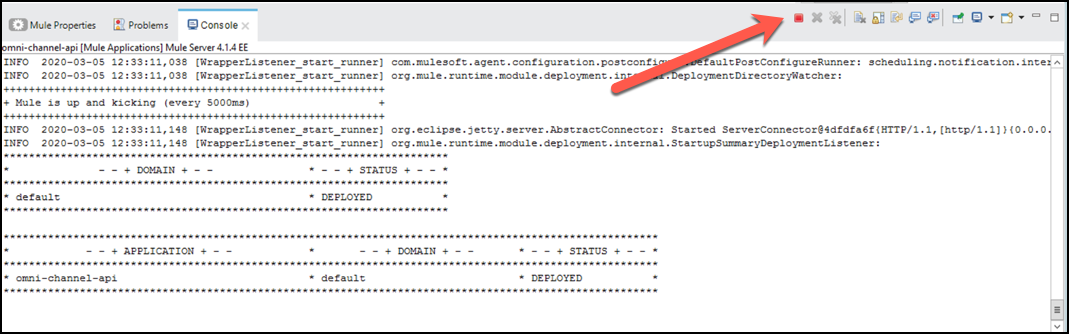 Mule Properties Problems Console
omni-channel-api [Mule Applications] Mule Server 4.1.4 EE
INFO  2020-03-05 12:33:11,038 [WrapperListener_start_runner] com.mulesoft.agent.configuration.postconfigu DefaultPostConfigureRunner: scheduling.notification.inter
INFO  2020-03-05 12:33:11,038 [WrapperListener_start_runner] org.mule.runtime.module.deployment.internal.DeploymentDirectoryWatcher:
++++++++++++++++++++++++++++++++++++++++++++++++++++++++++++
+ Mule is up and kicking (every 5000ms)                    +
++++++++++++++++++++++++++++++++++++++++++++++++++++++++++++
INFO  2020-03-05 12:33:11,148 [WrapperListener_start_runner] org.eclipse.jetty.server.AbstractConnector: Started ServerConnector@4dfdfa6f{HTTP/1.1,[http/1.1]}{0.0.0.
INFO  2020-03-05 12:33:11,148 [WrapperListener_start_runner] org.mule.runtime.module.deployment.internal.StartupSummaryDeploymentListener:
**********************************************************************
*              - - + DOMAIN + - -               * - - + STATUS + - - *
**********************************************************************
* default                                       * DEPLOYED           *
**********************************************************************
*******************************************************************************************************
*            - - + APPLICATION + - -            *       - - + DOMAIN + - -       * - - + STATUS + - - *
*******************************************************************************************************
* omni-channel-api                              * default                        * DEPLOYED           *
*******************************************************************************************************